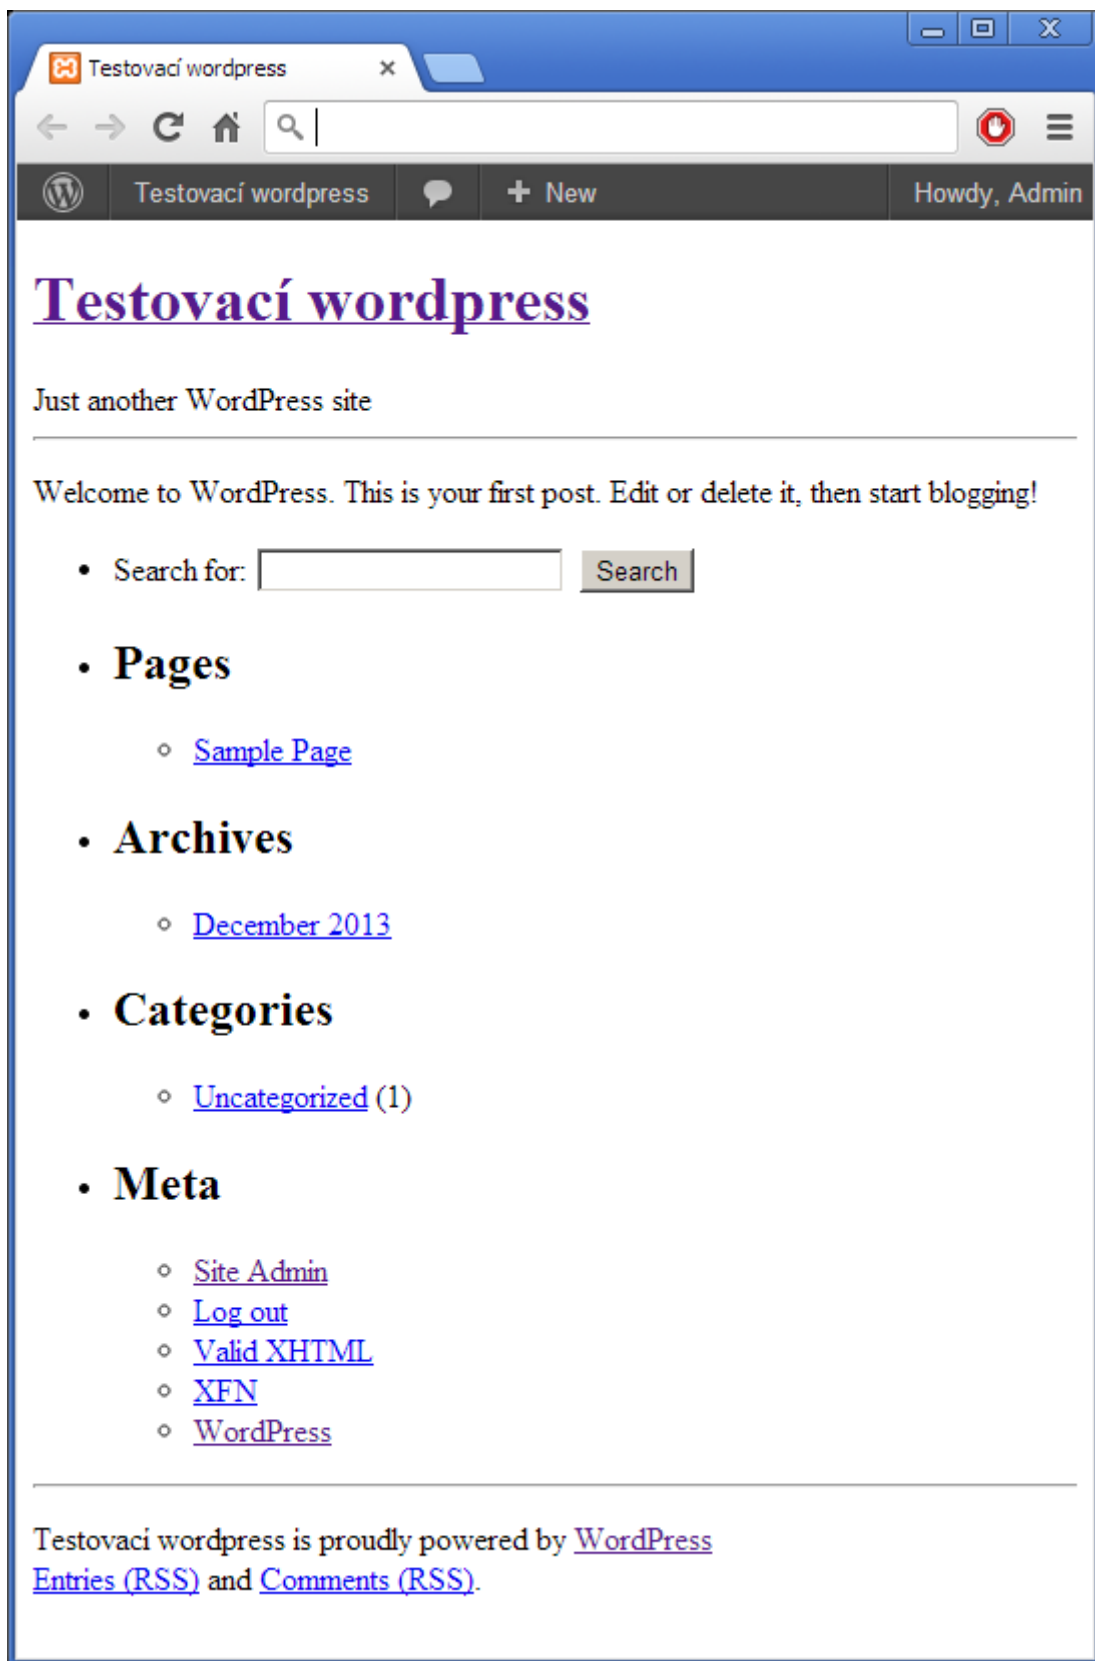 Testovací wordpress
Testovací wordpress New Howdy, Admin
Testovací wordpress
Just another WordPress site
Welcome to WordPress. This is your first post. Edit or delete it, then start blogging!
Search for: Search
Pages
Sample Page
Archives
December 2013
Categories
Uncategorized (1)
Meta
Site Admin
Log out
Valid XHTML
XFN
WordPress
Testovací wordpress is proudly powered by WordPress
Entries (RSS) and Comments (RSS).